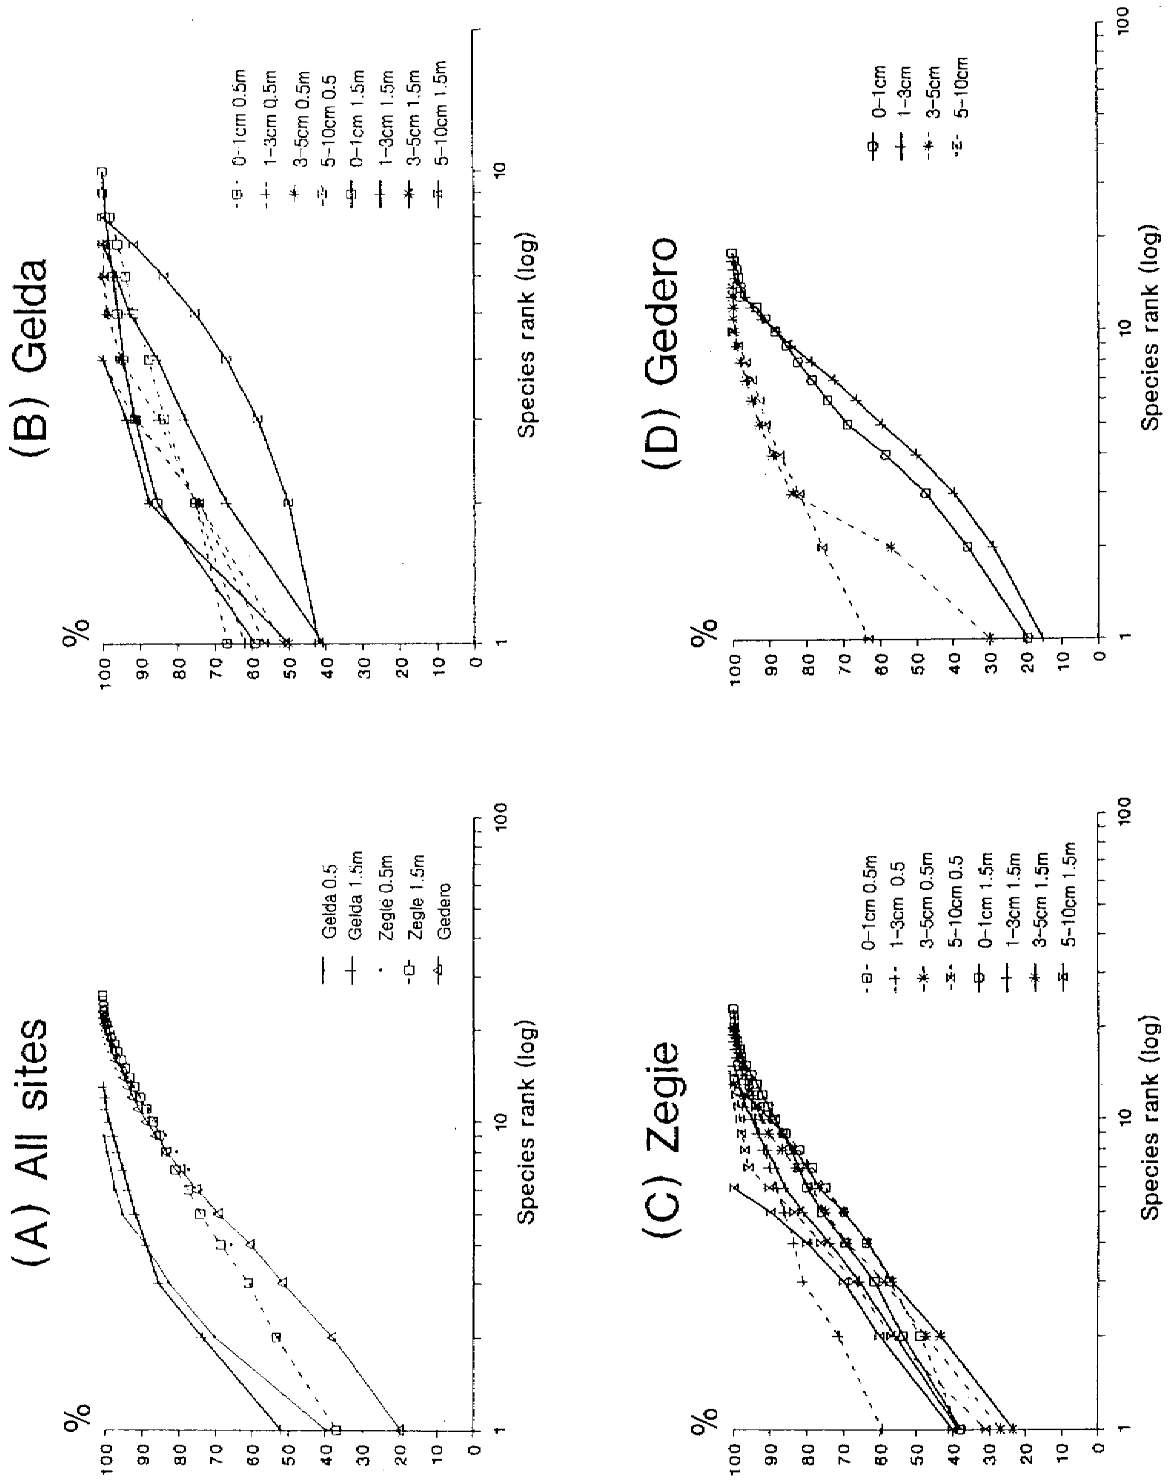 (A) All sites
%
100
90
80
70
60
50
40
30
20
10
0
1
10
100
Species rank (log)
Gelda 0.5
Gelda 1.5m
Zegie 0.5m
Zegie 1.5m
Gedero
(B) Gelda
%
100
90
80
70
60
50
40
30
20
10
0
1
10
Species rank (log)
0-1cm 0.5m
1-3cm 0.5m
3-5cm 0.5m
5-10cm 0.5
0-1cm 1.5m
1-3cm 1.5m
3-5cm 1.5m
5-10cm 1.5m
(C) Zegie
%
100
90
80
70
60
50
40
30
20
10
0
1
10
100
Species rank (log)
0-1cm 0.5m
1-3cm 0.5
3-5cm 0.5m
5-10cm 0.5
0-1cm 1.5m
1-3cm 1.5m
3-5cm 1.5m
5-10cm 1.5m
(D) Gedero
%
100
90
80
70
60
50
40
30
20
10
0
1
10
100
Species rank (log)
0-1cm
1-3cm
3-5cm
5-10cm